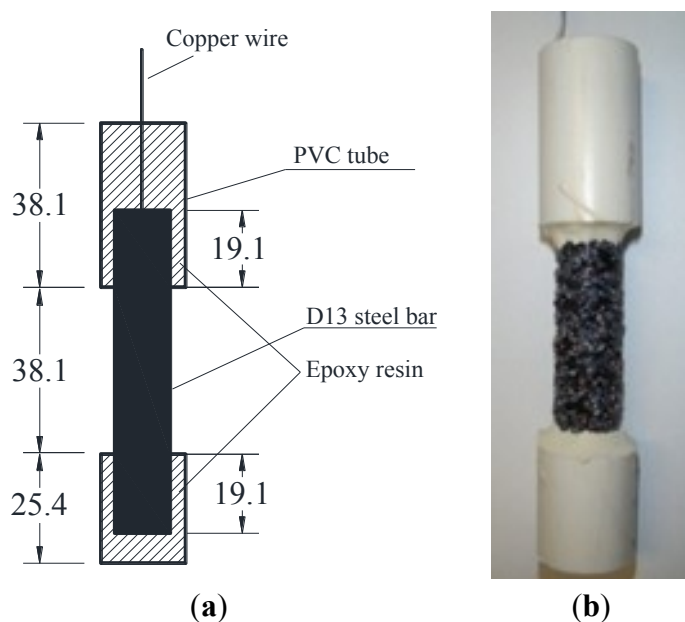 Copper wire
PVC tube
38.1
19.1
D13 steel bar
38.1
Epoxy resin
25.4
19.1
(a)
(b)